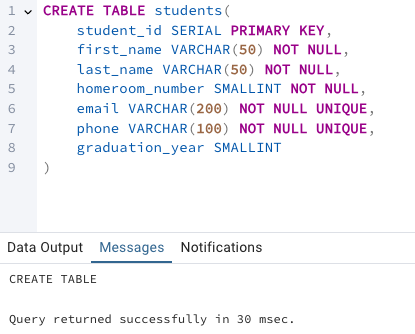 1 CREATE TABLE students(
2 student_id SERIAL PRIMARY KEY,
3 first_name VARCHAR(50) NOT NULL,
4 last_name VARCHAR(50) NOT NULL,
5 homeroom_number SMALLINT NOT NULL,
6 email VARCHAR(200) NOT NULL UNIQUE,
7 phone VARCHAR(100) NOT NULL UNIQUE,
8 graduation_year SMALLINT
9 )
Data Output Messages Notifications
CREATE TABLE
Query returned successfully in 30 msec.